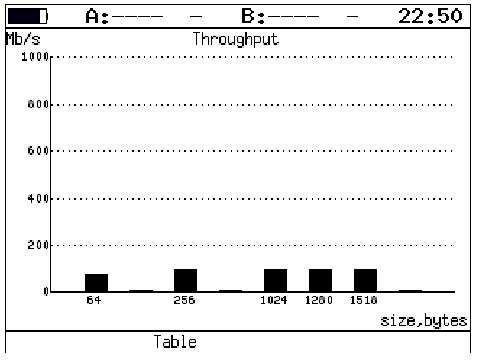 A:---- - B:---- - 22:50
Mb/s Throughput
1000
800
600
400
200
0
64 256 1024 1280 1518
size,bytes
Table